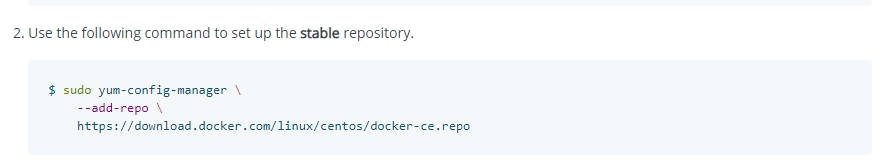 2. Use the following command to set up the stable repository.
$ sudo yum-config-manager \
--add-repo \
https://download.docker.com/linux/centos/docker-ce.repo